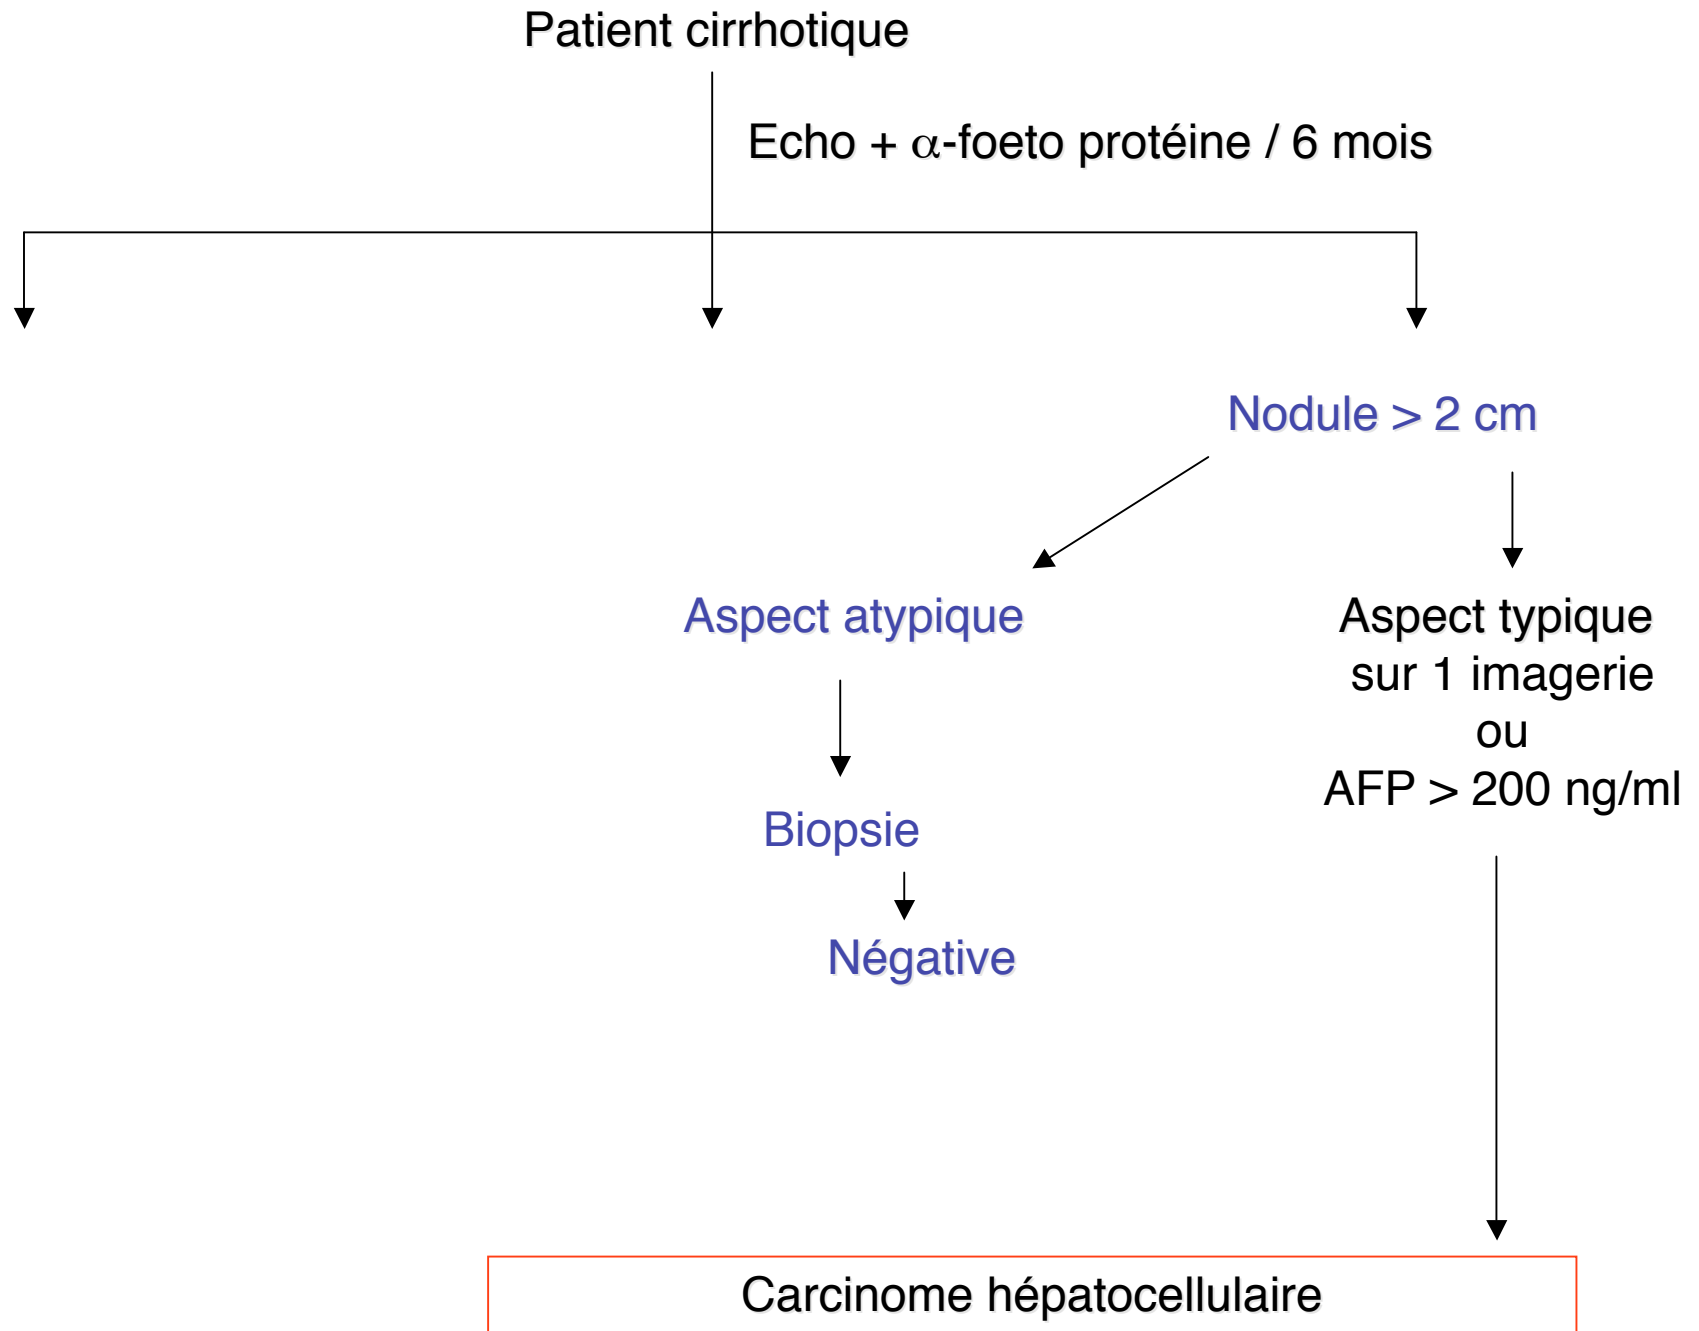 Patient cirrhotique
Echo + α-foeto protéine / 6 mois
Nodule > 2 cm
Aspect atypique
Aspect typique
sur 1 imagerie
ou
AFP > 200 ng/ml
Biopsie
Négative
Carcinome hépatocellulaire